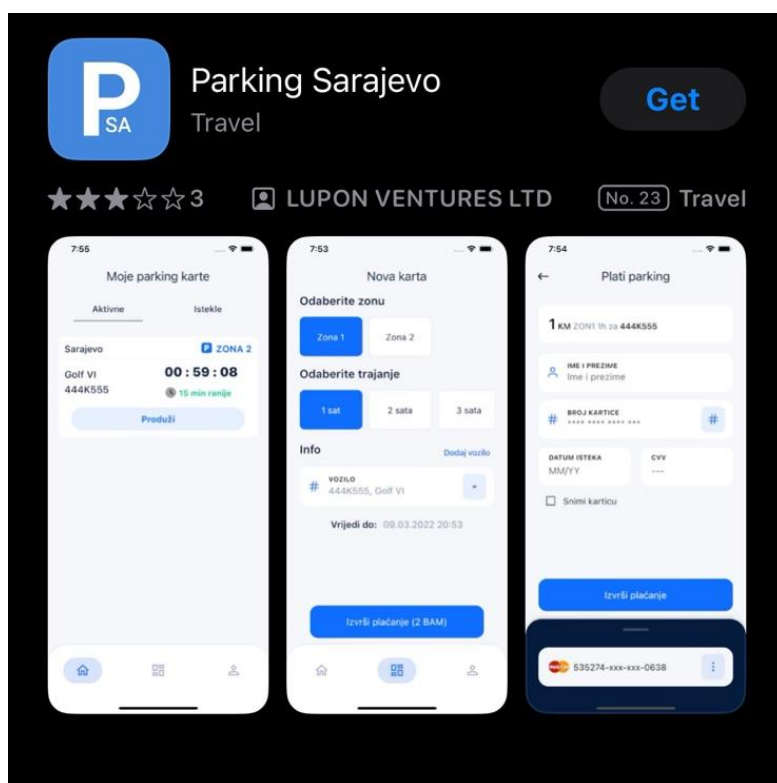 P
SA
Parking Sarajevo
Travel
Get
3
LUPON VENTURES LTD
No. 23 Travel
7:55
Moje parking karte
Aktivne Istekle
Sarajevo P ZONA 2
Golf VI 00 : 59 : 08
444K555 15 min ranije
Produži
7:53
Nova karta
Odaberite zonu
Zona 1 Zona 2
Odaberite trajanje
1 sat 2 sata 3 sata
Info Dodaj vozilo
# VOZILO
444K555, Golf VI
Vrijedi do: 09.03.2022 20:53
Izvrši plaćanje (2 BAM)
7:54
← Plati parking
1 KM ZON1 1h za 444K555
IME I PREZIME
Ime i prezime
# BROJ KARTICE #
**** **** **** ***
DATUM ISTEKA CVV
MM/YY ---
Snimi karticu
Izvrši plaćanje
535274-xxx-xxx-0638